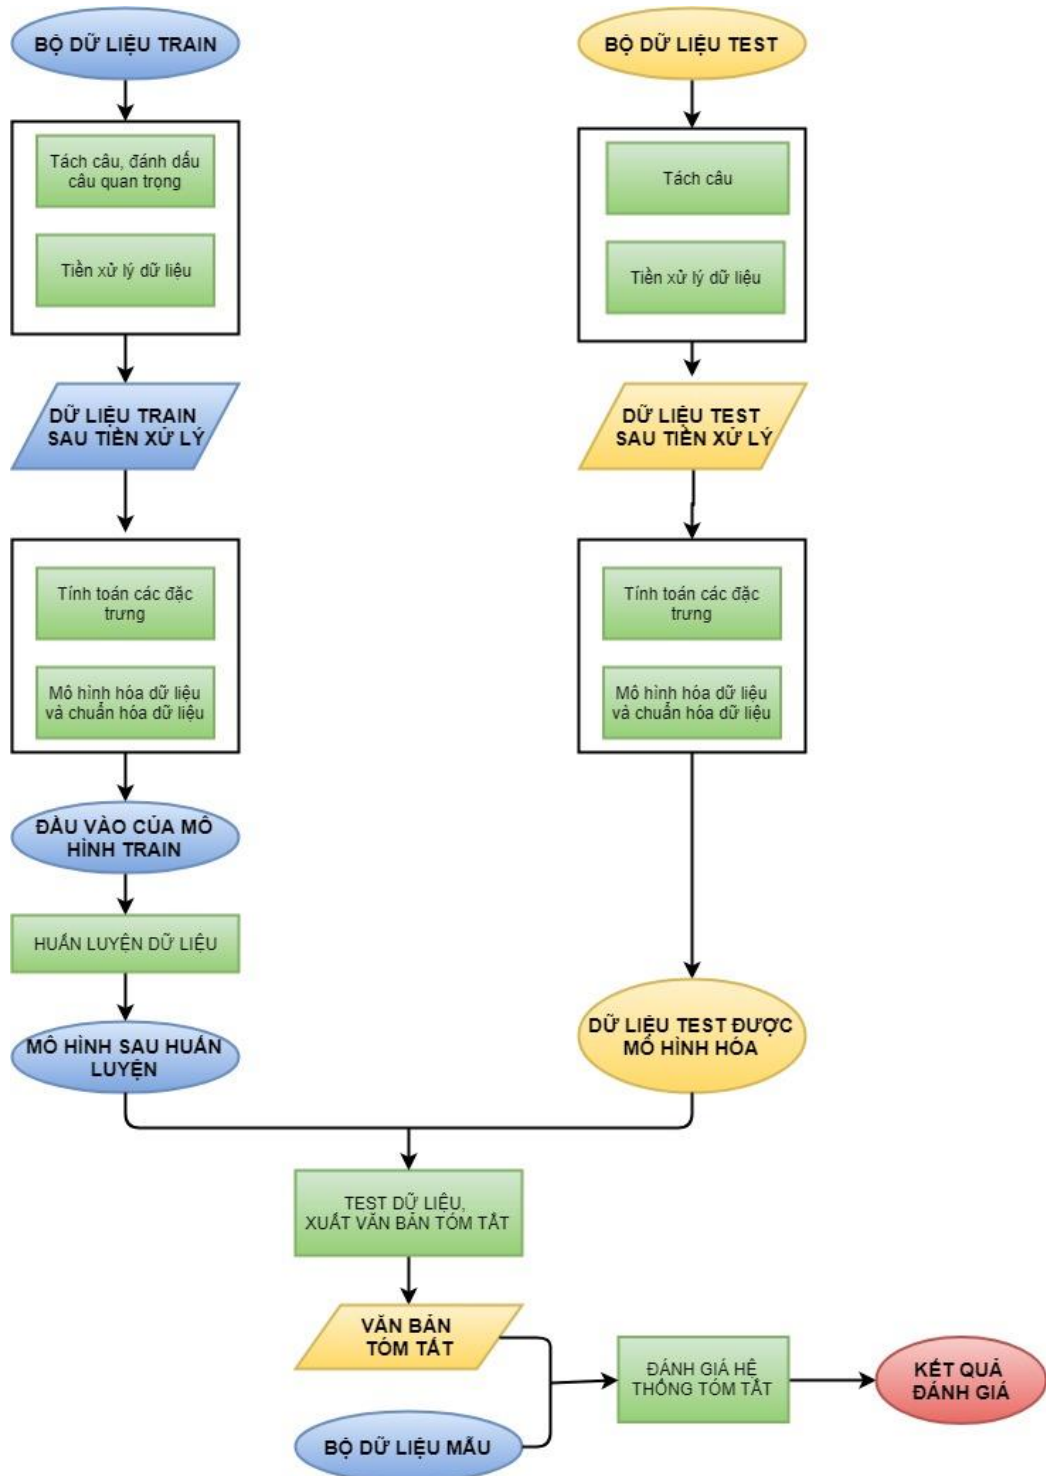 BỘ DỮ LIỆU TRAIN
Tách câu, đánh dấu
câu quan trọng
Tiền xử lý dữ liệu
DỮ LIỆU TRAIN
SAU TIỀN XỬ LÝ
Tính toán các đặc
trưng
Mô hình hóa dữ liệu
và chuẩn hóa dữ liệu
ĐẦU VÀO CỦA MÔ
HÌNH TRAIN
HUẤN LUYỆN DỮ LIỆU
MÔ HÌNH SAU HUẤN
LUYỆN
BỘ DỮ LIỆU TEST
Tách câu
Tiền xử lý dữ liệu
DỮ LIỆU TEST
SAU TIỀN XỬ LÝ
Tính toán các đặc
trưng
Mô hình hóa dữ liệu
và chuẩn hóa dữ liệu
DỮ LIỆU TEST ĐƯỢC
MÔ HÌNH HÓA
TEST DỮ LIỆU,
XUẤT VĂN BẢN TÓM TẮT
VĂN BẢN
TÓM TẮT
BỘ DỮ LIỆU MẪU
ĐÁNH GIÁ HỆ
THỐNG TÓM TẮT
KẾT QUẢ
ĐÁNH GIÁ